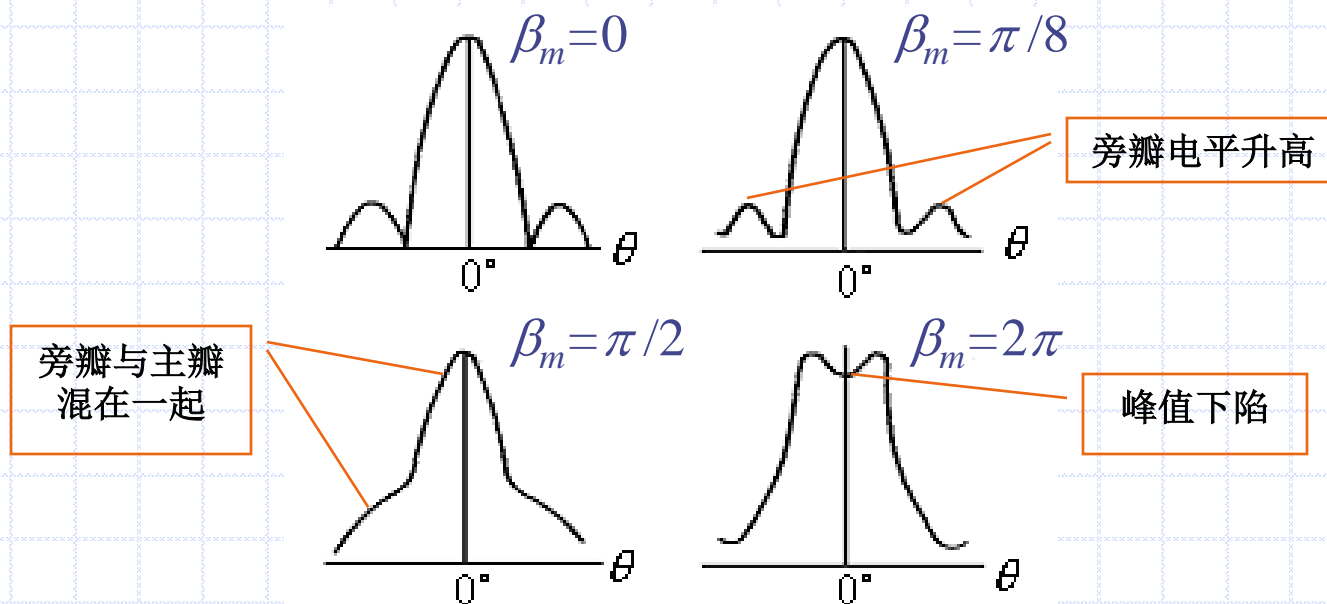 βₘ=0
βₘ=π/8
旁瓣电平升高
θ
0°
θ
0°
旁瓣与主瓣
混在一起
βₘ=π/2
βₘ=2π
峰值下陷
θ
0°
θ
0°